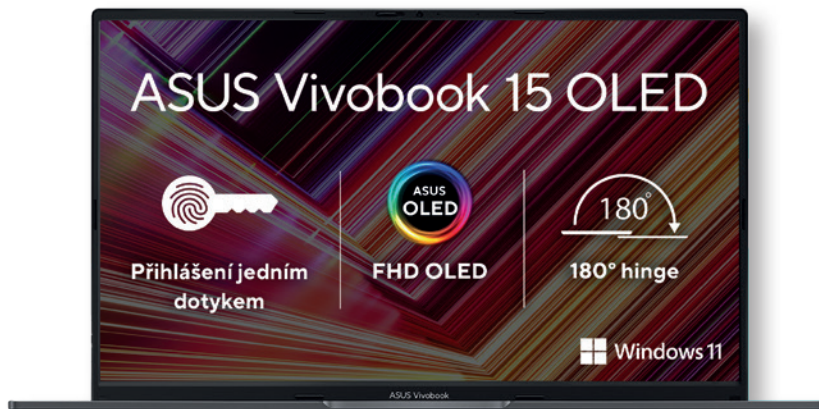 ASUS Vivobook 15 OLED
ASUS
OLED
180°
Přihlášení jedním
dotykem
FHD OLED
180° hinge
Windows 11
ASUS Vivobook